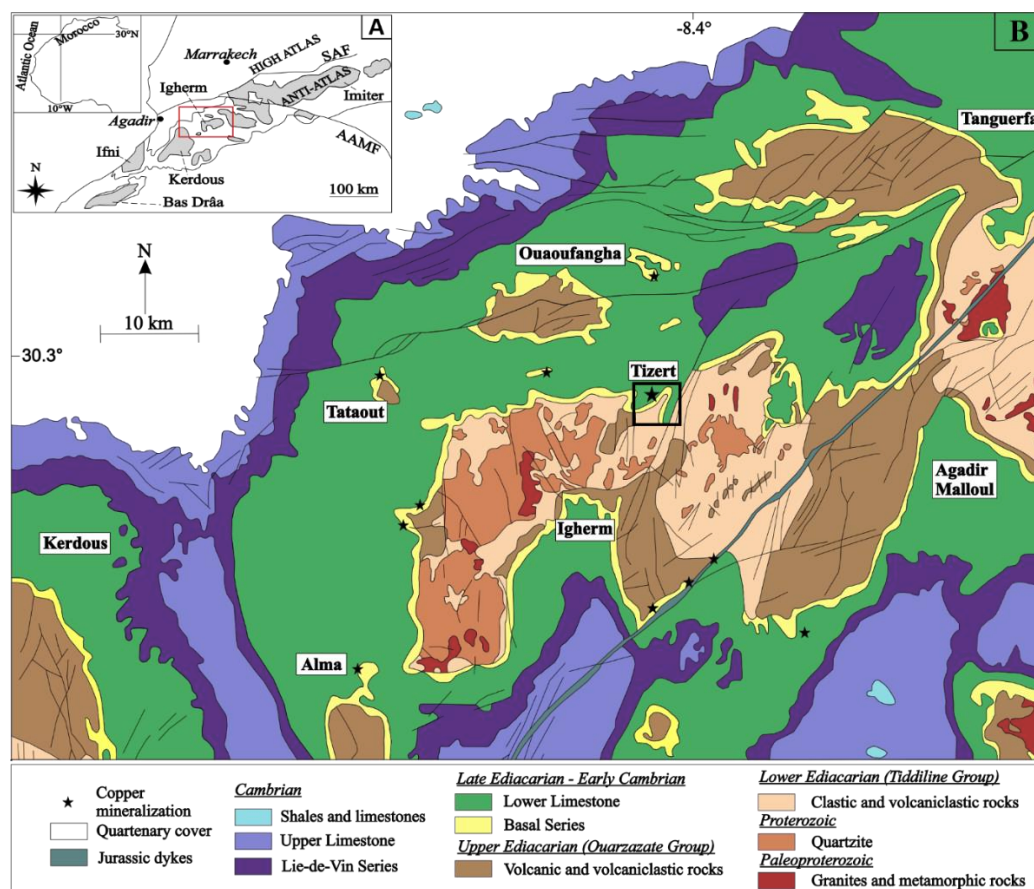 A
Atlantic Ocean
Morocco
30°N
10°W
Marrakech
HIGH ATLAS
SAF
Igherm
ANTI-ATLAS
Imiter
Agadir
AAMF
Ifni
N
Kerdous
100 km
Bas Drâa
-8.4°
B
Tanguerfa
N
Ouaoufangha
10 km
30.3°
Tizert
Tataout
Agadir
Malloul
Kerdous
Igherm
Alma
Copper
mineralization
Quartenary cover
Jurassic dykes
Cambrian
Shales and limestones
Upper Limestone
Lie-de-Vin Series
Late Ediacarian - Early Cambrian
Lower Limestone
Basal Series
Upper Ediacarian (Ouarzazate Group)
Volcanic and volcaniclastic rocks
Lower Ediacarian (Tiddiline Group)
Clastic and volcaniclastic rocks
Proterozoic
Quartzite
Paleoproterozoic
Granites and metamorphic rocks